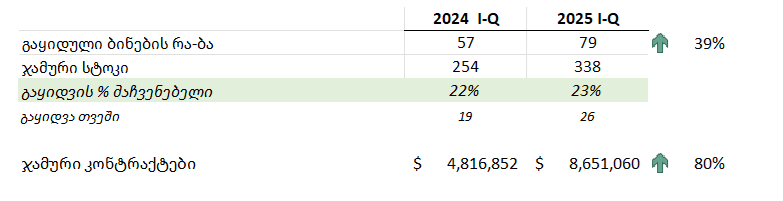 2024 I-Q 2025 I-Q
გაყიდული ბინების რა-ბა 57 79 39%
ჯამური სტოკი 254 338
გაყიდვის % მაჩვენებელი 22% 23%
გაყიდვა თვეში 19 26
ჯამური კონტრაქტები $ 4,816,852 $ 8,651,060 80%